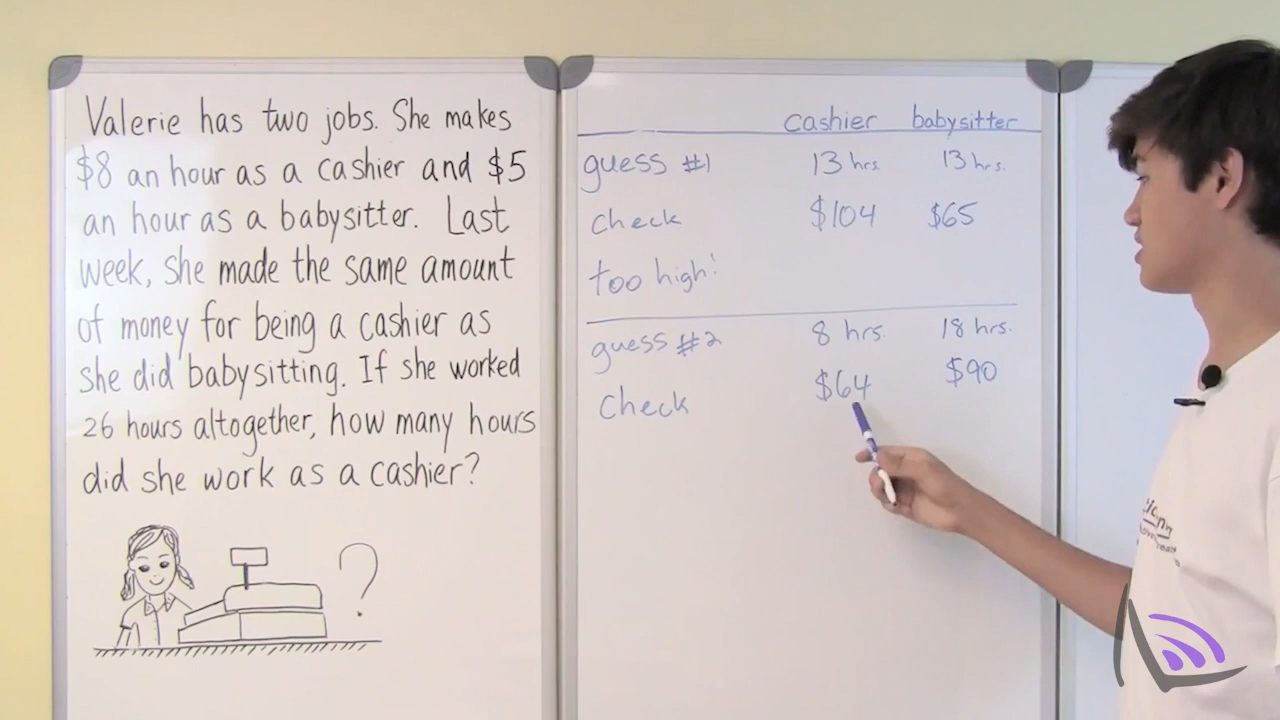 Valerie has two jobs. She makes
$8 an hour as a cashier and $5
an hour as a babysitter. Last
week, she made the same amount
of money for being a cashier as
she did babysitting. If she worked
26 hours altogether, how many hours
did she work as a cashier?
?
cashier babysitter
guess #1 13 hrs. 13 hrs.
check $104 $65
too high!
guess #2 8 hrs. 18 hrs.
check $64 $90